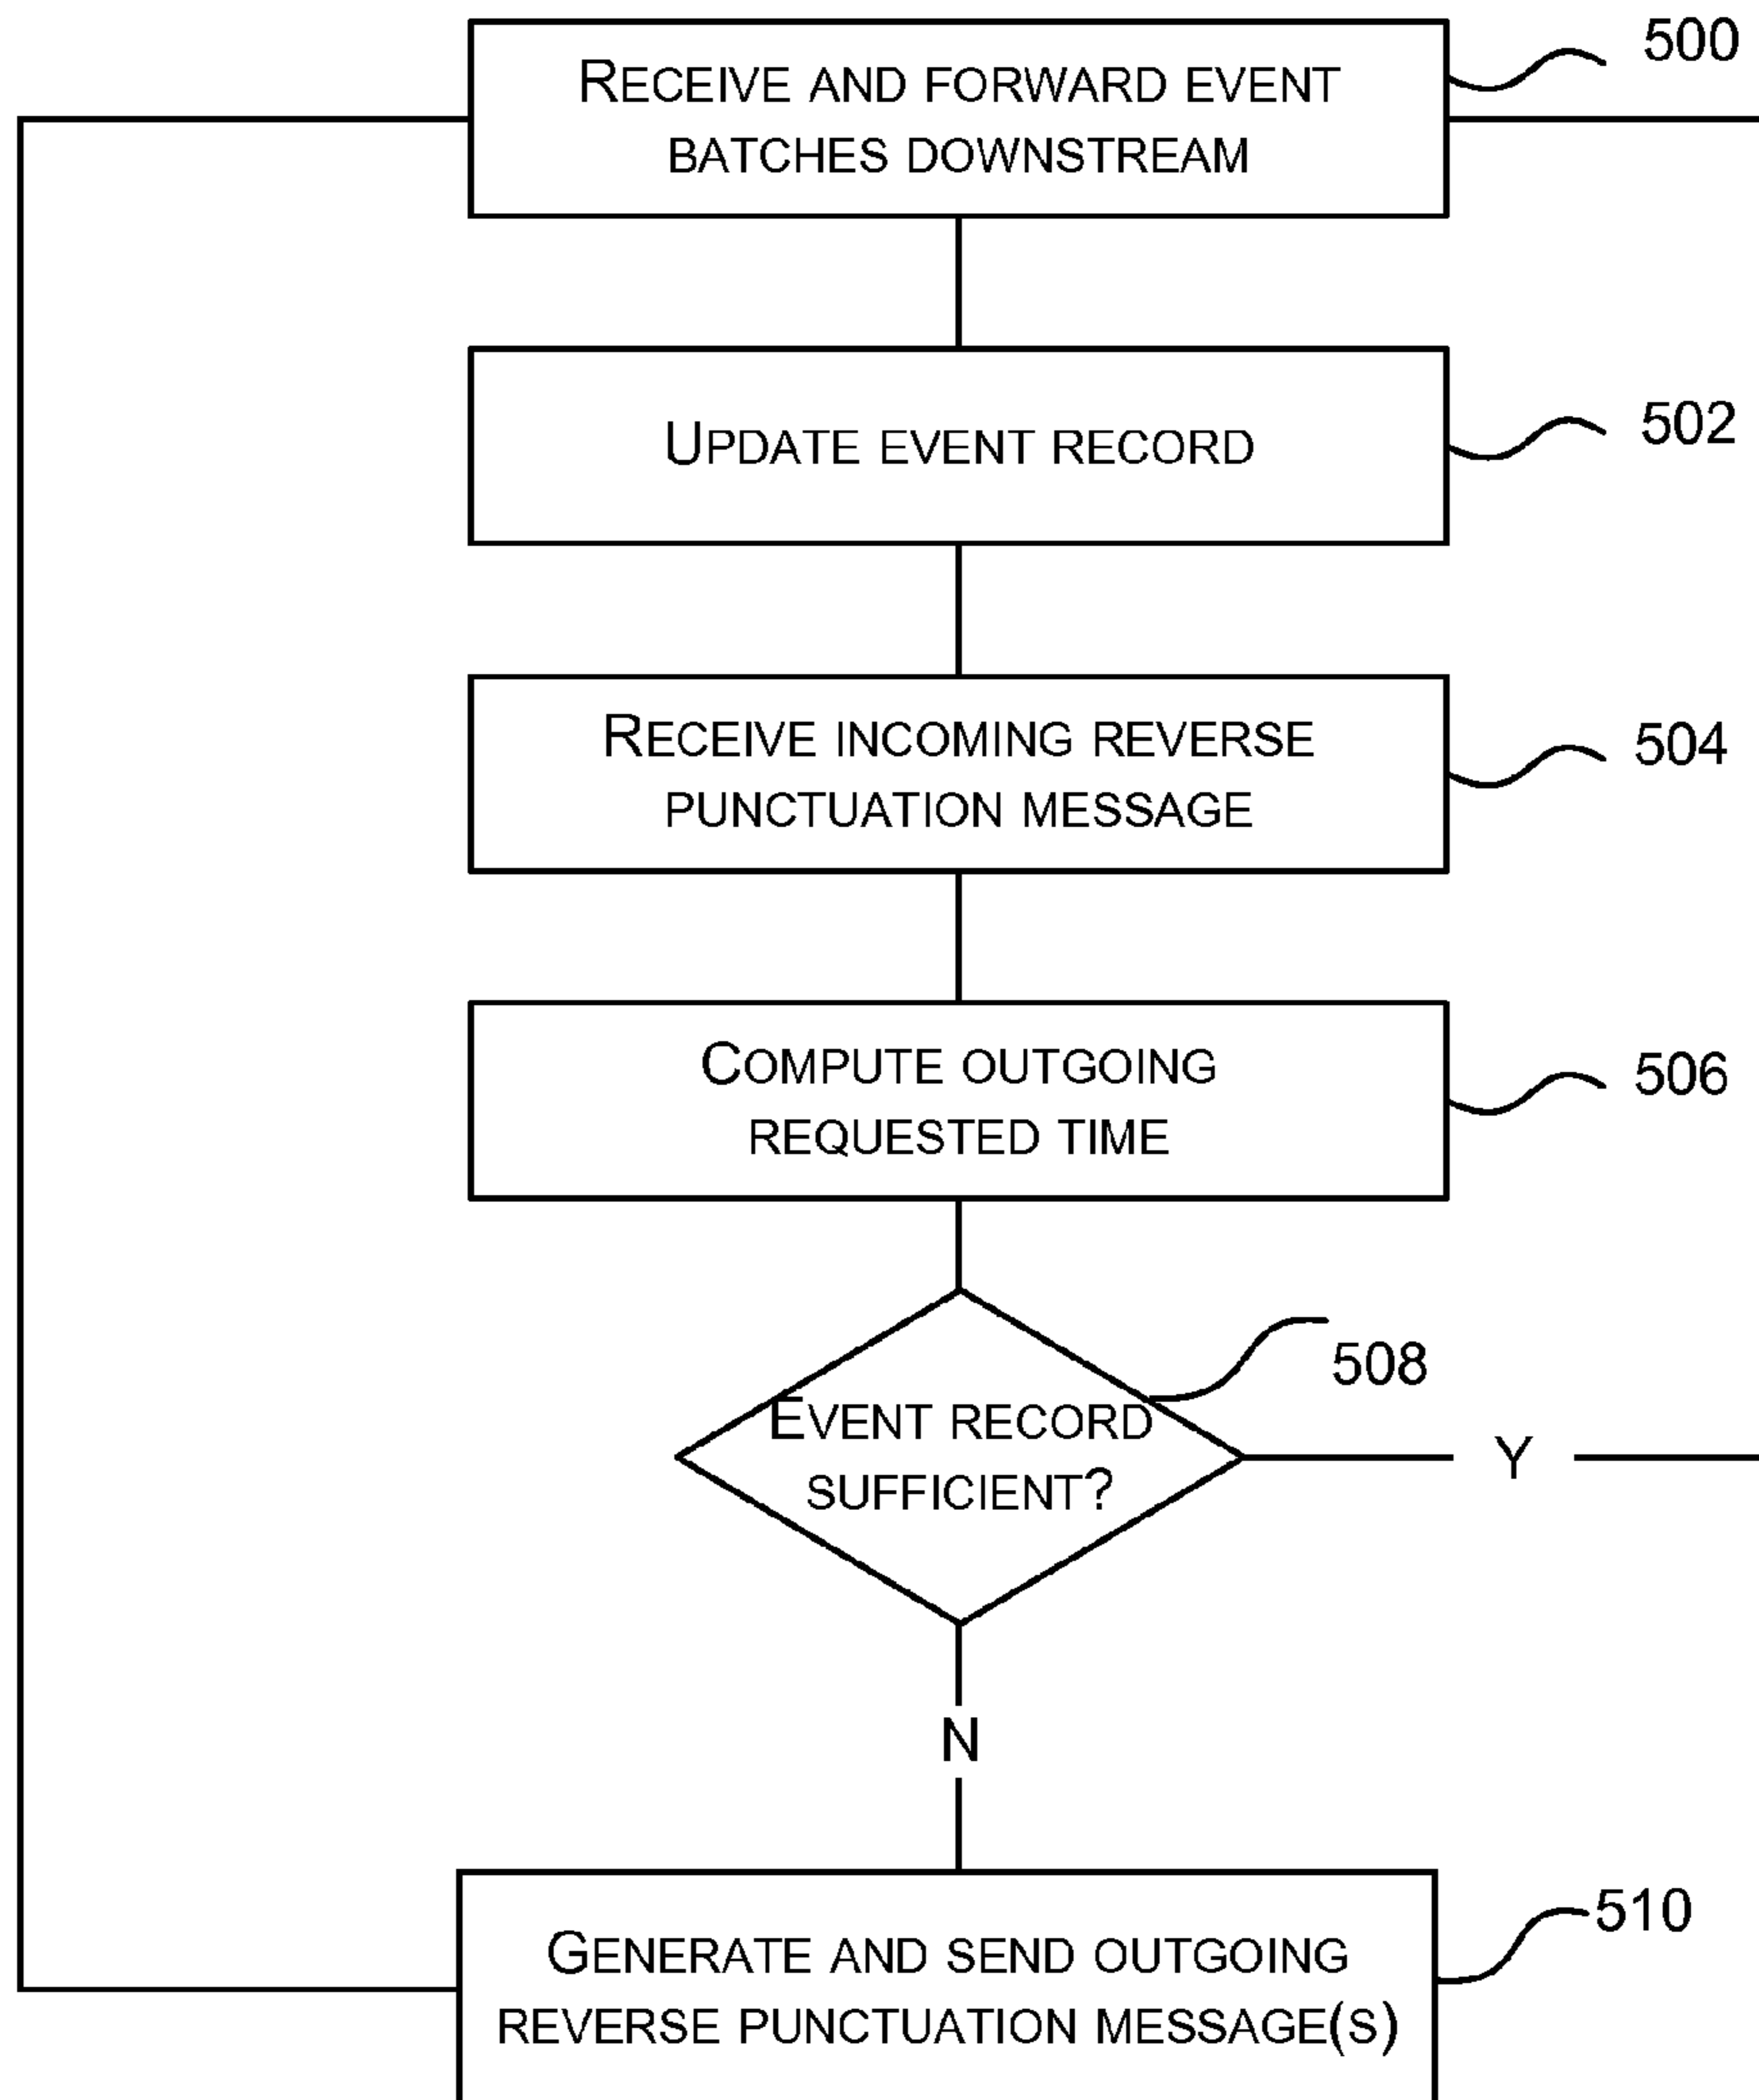 RECEIVE AND FORWARD EVENT
BATCHES DOWNSTREAM
500
UPDATE EVENT RECORD
502
RECEIVE INCOMING REVERSE
PUNCTUATION MESSAGE
504
COMPUTE OUTGOING
REQUESTED TIME
506
EVENT RECORD
SUFFICIENT?
508
Y
N
GENERATE AND SEND OUTGOING
REVERSE PUNCTUATION MESSAGE(S)
510